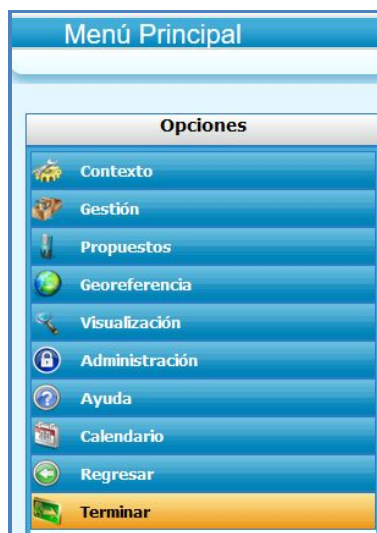 Menú Principal
Opciones
Contexto
Gestión
Propuestos
Georeferencia
Visualización
Administración
Ayuda
Calendario
Regresar
Terminar